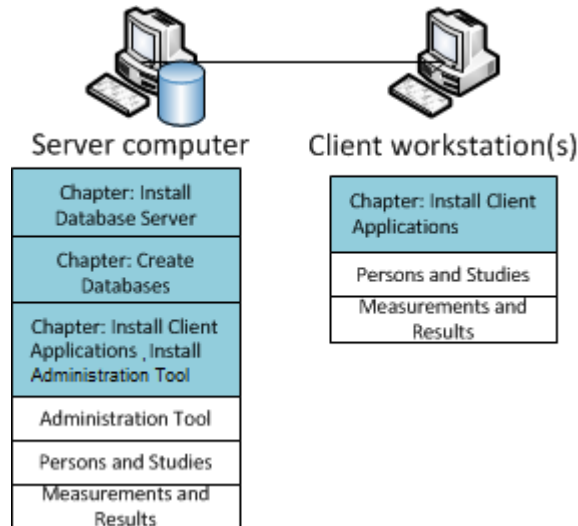 Server computer
Chapter: Install
Database Server
Chapter: Create
Databases
Chapter: Install Client
Applications , Install
Administration Tool
Administration Tool
Persons and Studies
Measurements and
Results
Client workstation(s)
Chapter: Install Client
Applications
Persons and Studies
Measurements and
Results